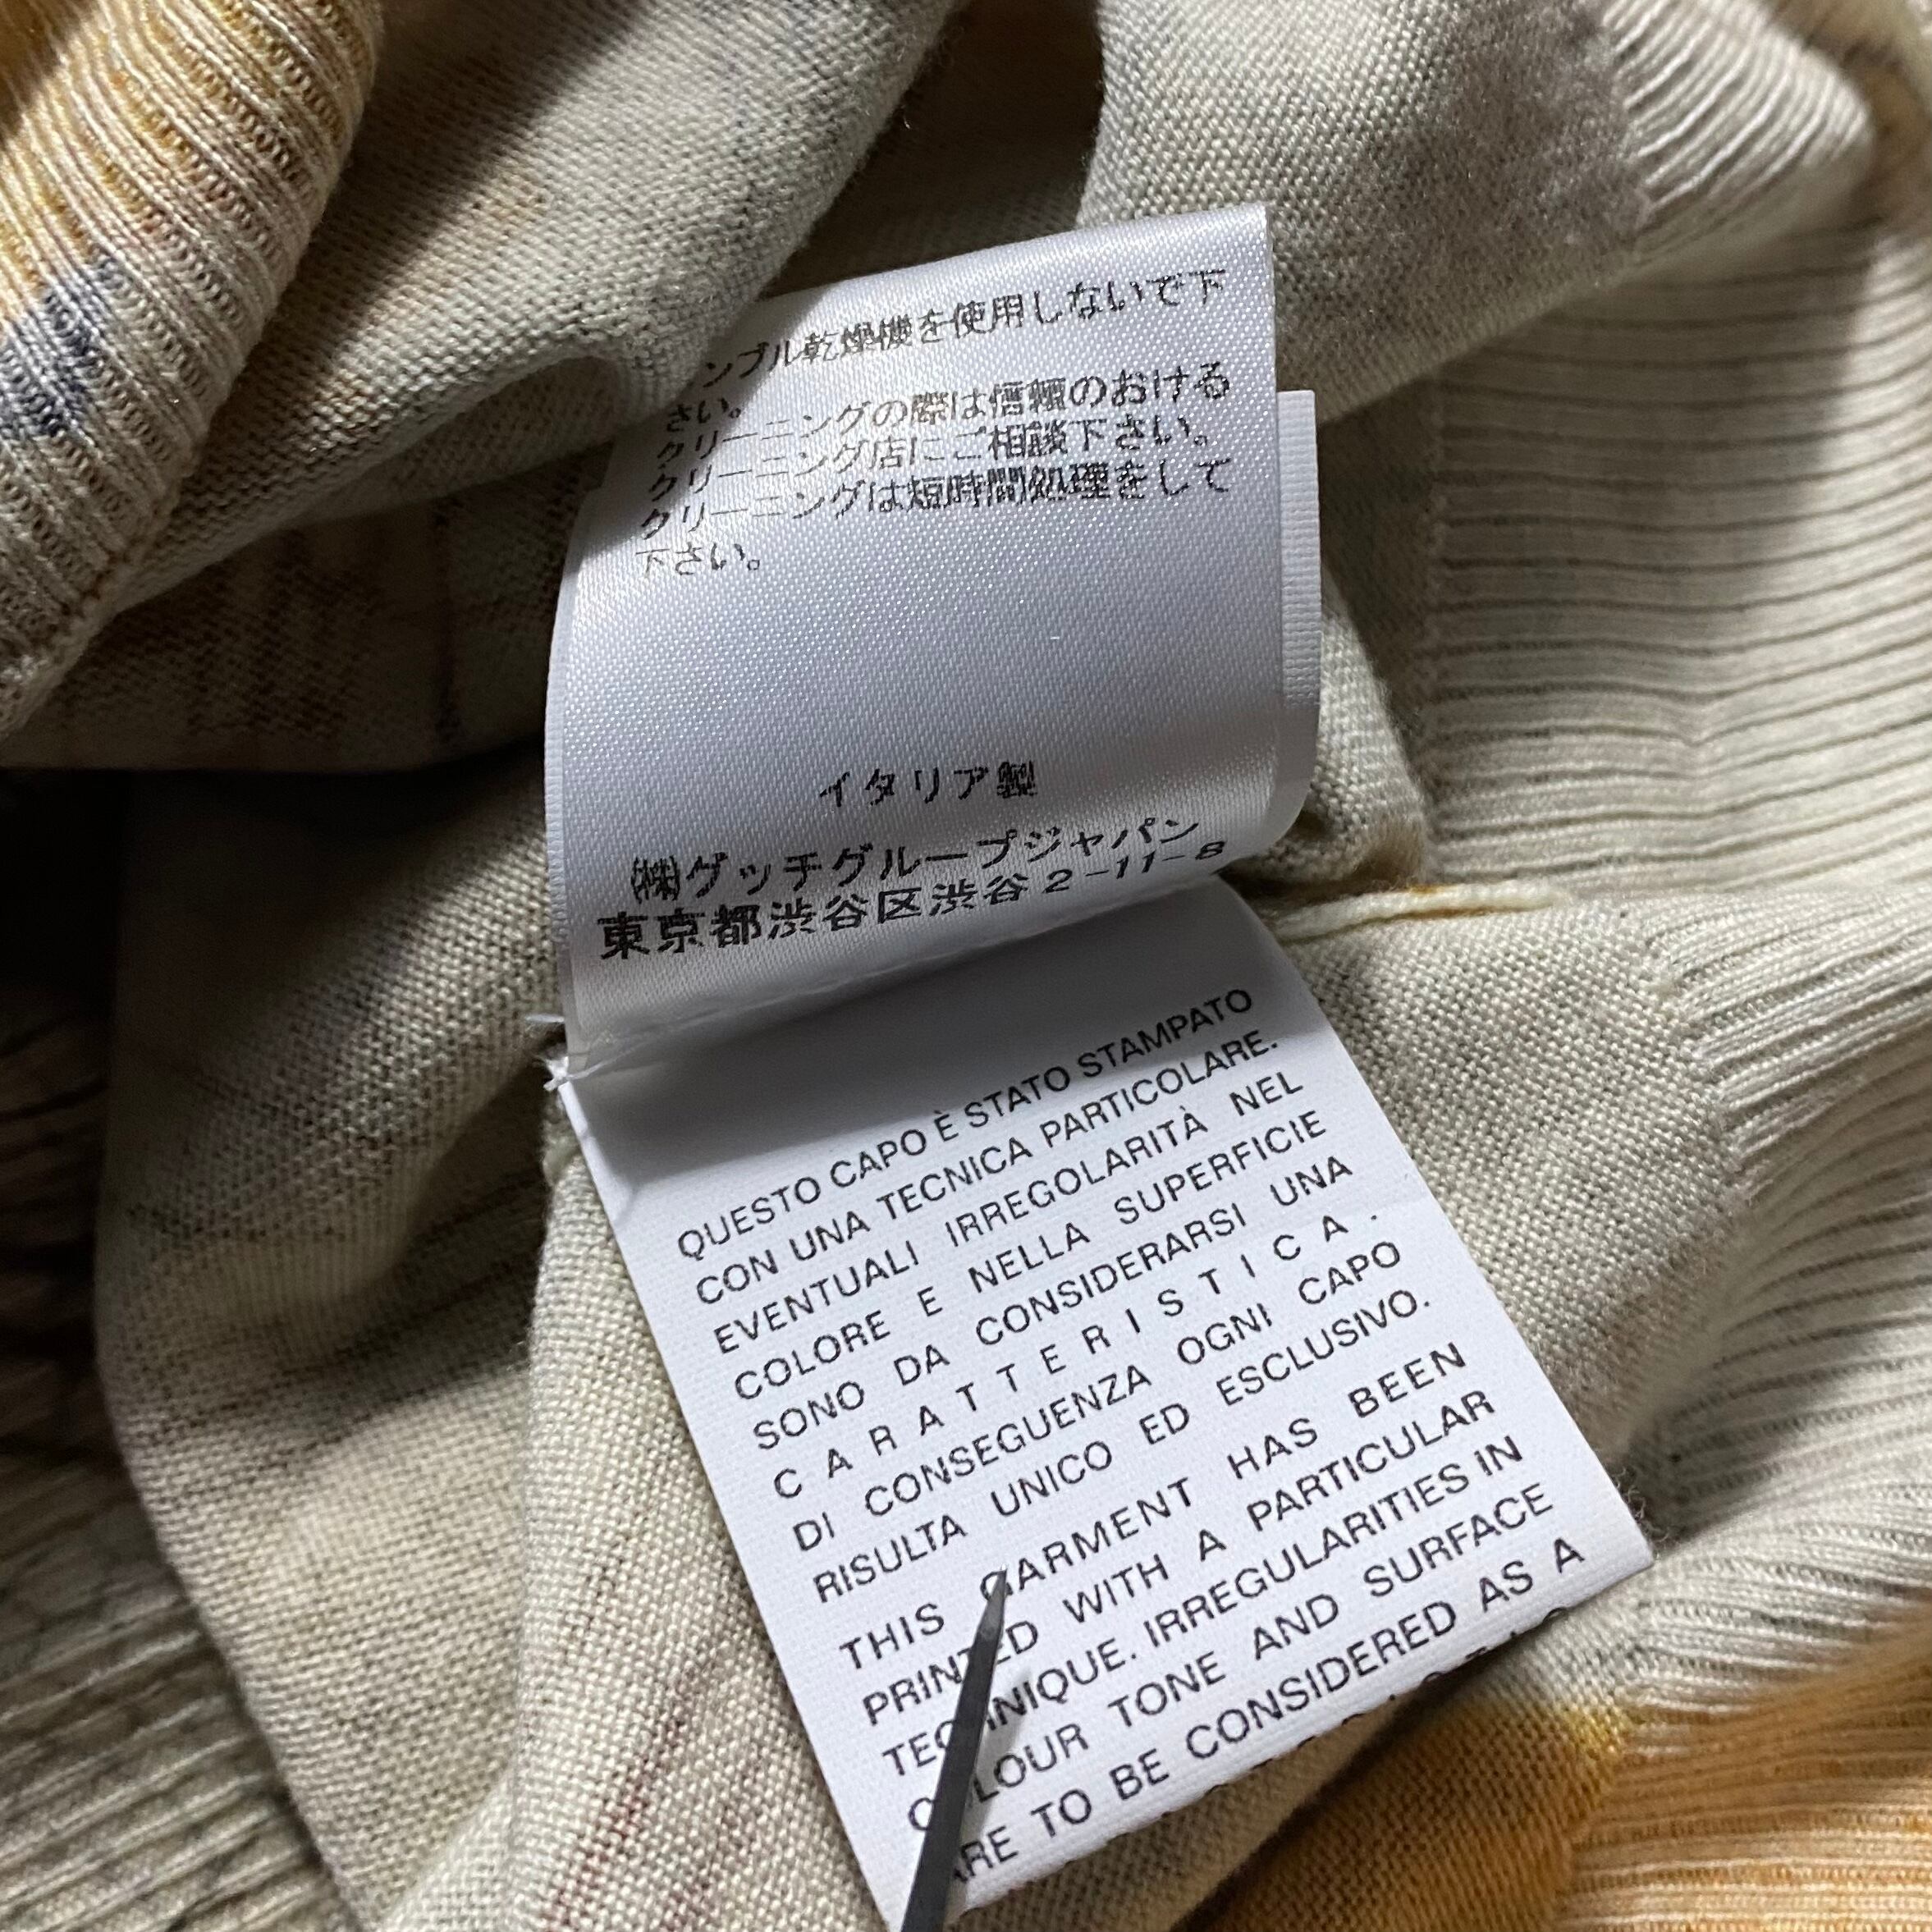 ンブル乾燥機を使用しないで下
さい。
クリーニングの際は信頼のおける
クリーニング店にご相談下さい。
クリーニングは短時間処理をして
下さい。
イタリア製
(株)グッチグループジャパン
東京都渋谷区渋谷2-11-8
QUESTO CAPO È STATO STAMPATO
CON UNA TECNICA PARTICOLARE.
EVENTUALI IRREGOLARITÀ NEL
COLORE E NELLA SUPERFICIE
SONO DA CONSIDERARSI UNA
CARATTERISTICA.
DI CONSEGUENZA OGNI CAPO
RISULTA UNICO ED ESCLUSIVO.
THIS GARMENT HAS BEEN
PRINTED WITH A PARTICULAR
TECHNIQUE. IRREGULARITIES IN
COLOUR TONE AND SURFACE
ARE TO BE CONSIDERED AS A